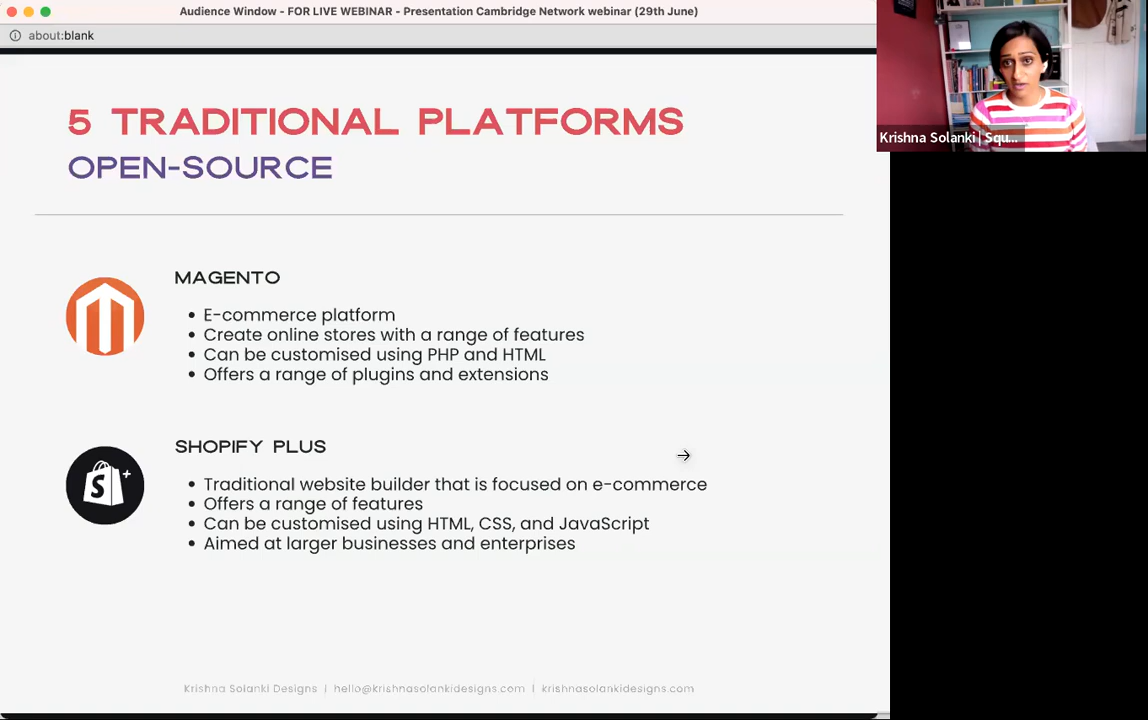 Audience Window - FOR LIVE WEBINAR - Presentation Cambridge Network webinar (29th June)
about:blank
5 TRADITIONAL PLATFORMS
OPEN-SOURCE
MAGENTO
• E-commerce platform
• Create online stores with a range of features
• Can be customised using PHP and HTML
• Offers a range of plugins and extensions
SHOPIFY PLUS
• Traditional website builder that is focused on e-commerce
• Offers a range of features
• Can be customised using HTML, CSS, and JavaScript
• Aimed at larger businesses and enterprises
Krishna Solanki Designs | hello@krishnasolankidesigns.com | krishnasolankidesigns.com
Krishna Solanki | Squ...